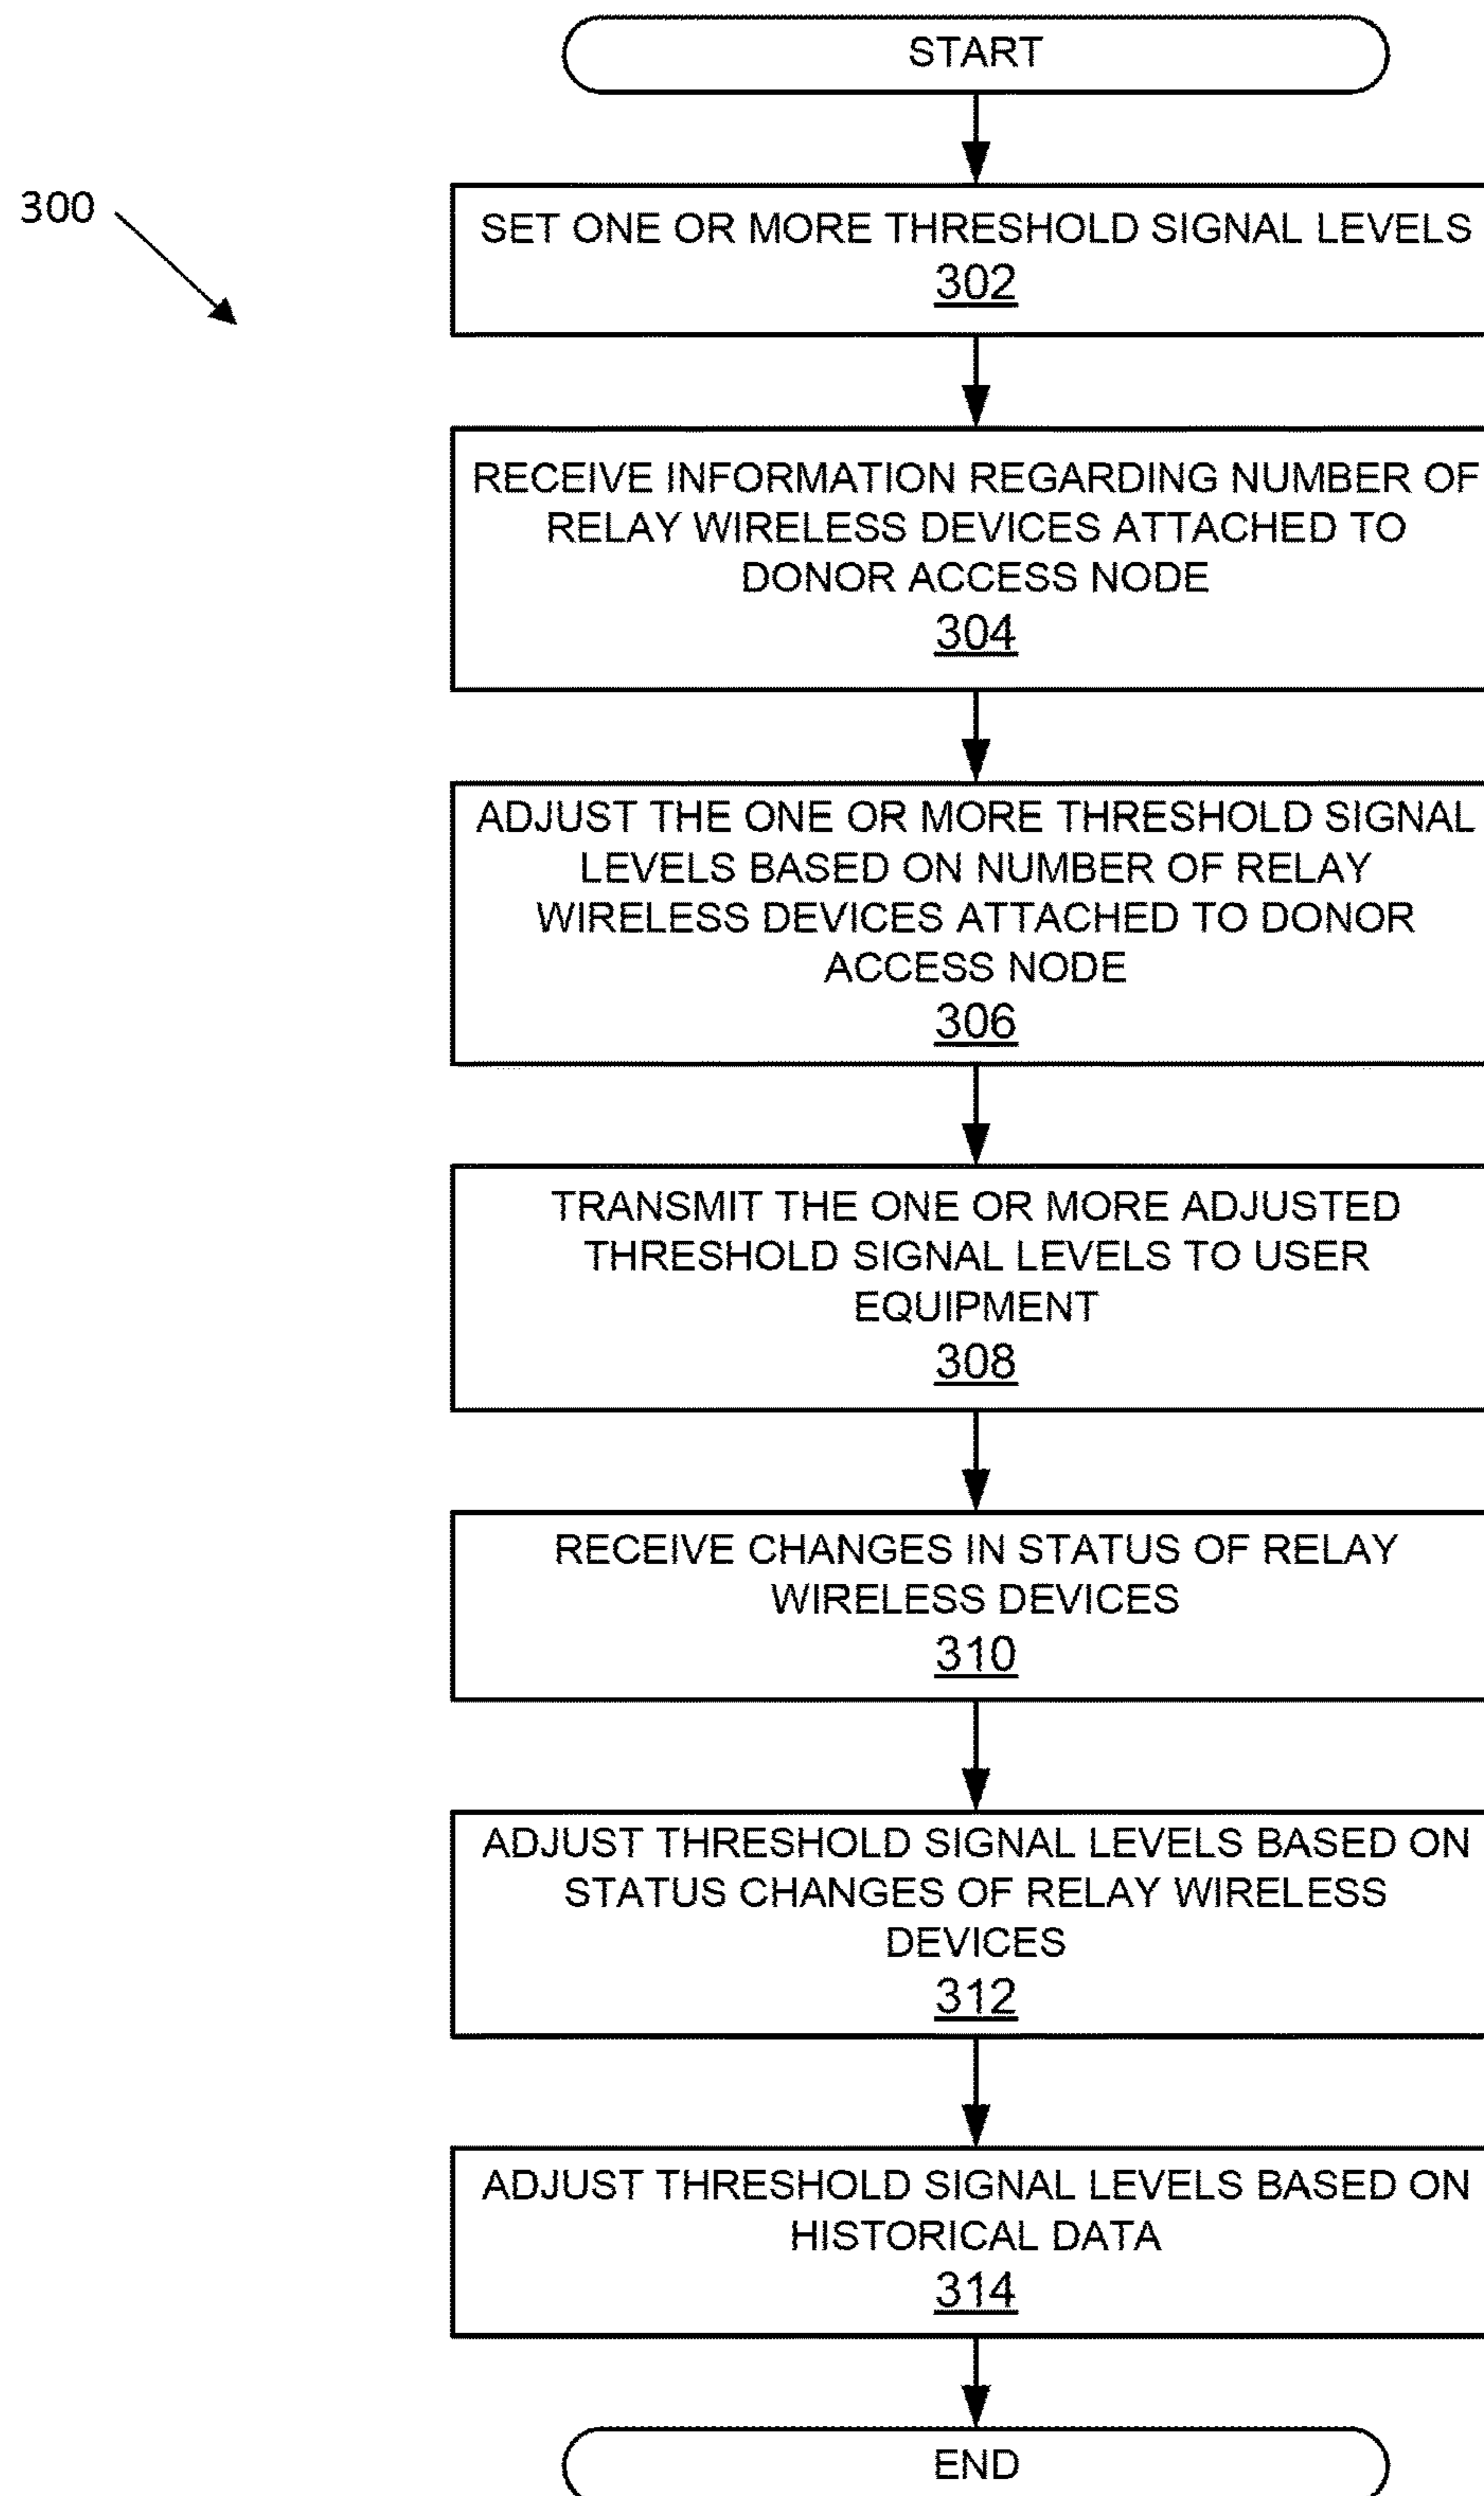 START
300
SET ONE OR MORE THRESHOLD SIGNAL LEVELS
302
RECEIVE INFORMATION REGARDING NUMBER OF
RELAY WIRELESS DEVICES ATTACHED TO
DONOR ACCESS NODE
304
ADJUST THE ONE OR MORE THRESHOLD SIGNAL
LEVELS BASED ON NUMBER OF RELAY
WIRELESS DEVICES ATTACHED TO DONOR
ACCESS NODE
306
TRANSMIT THE ONE OR MORE ADJUSTED
THRESHOLD SIGNAL LEVELS TO USER
EQUIPMENT
308
RECEIVE CHANGES IN STATUS OF RELAY
WIRELESS DEVICES
310
ADJUST THRESHOLD SIGNAL LEVELS BASED ON
STATUS CHANGES OF RELAY WIRELESS
DEVICES
312
ADJUST THRESHOLD SIGNAL LEVELS BASED ON
HISTORICAL DATA
314
END